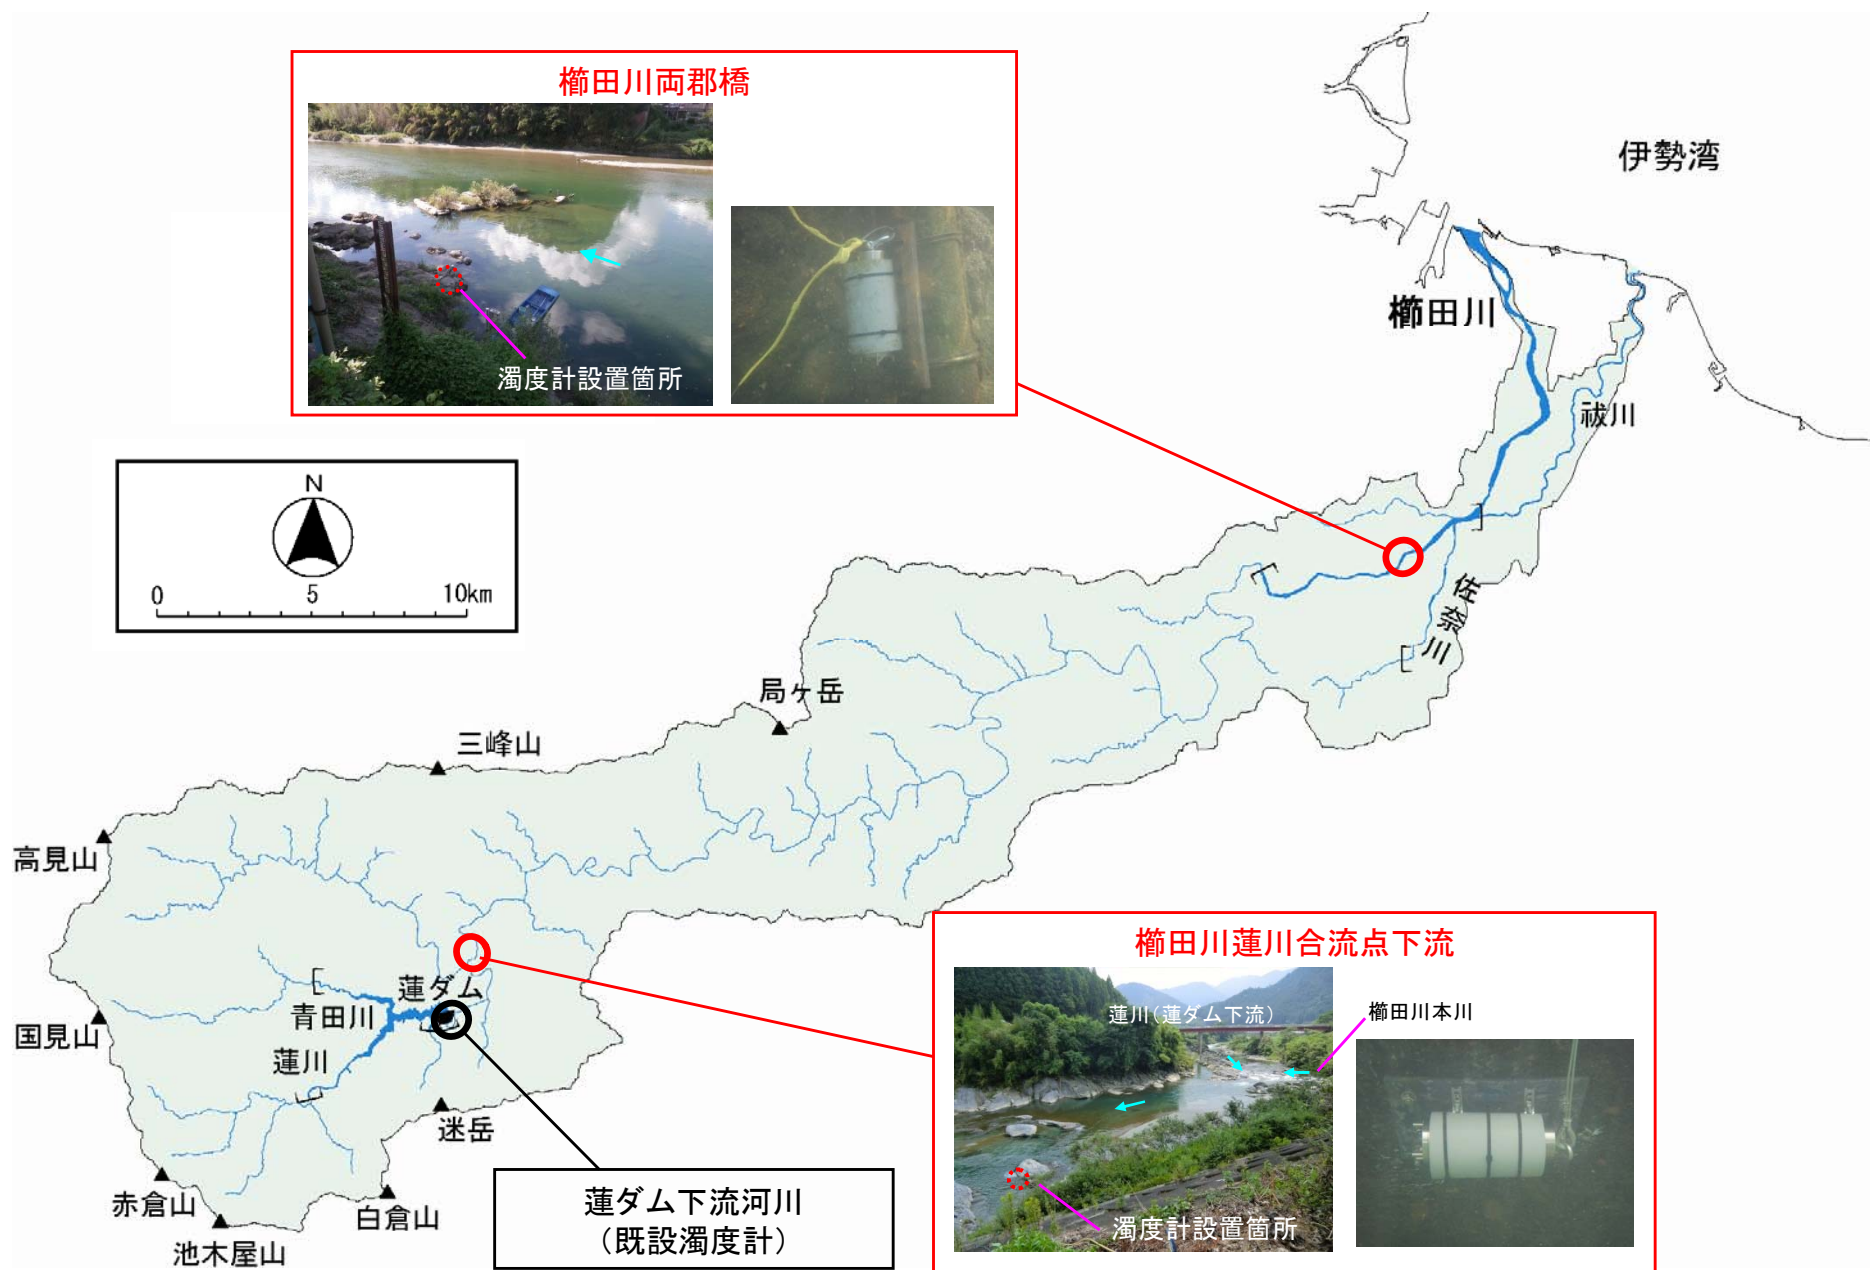 櫛田川両郡橋
濁度計設置箇所
伊勢湾
櫛田川
祓川
N
0
5
10km
佐奈川
局ヶ岳
三峰山
高見山
国見山
蓮ダム
青田川
蓮川
迷岳
赤倉山
白倉山
池木屋山
蓮ダム下流河川
（既設濁度計）
櫛田川蓮川合流点下流
蓮川（蓮ダム下流）
櫛田川本川
濁度計設置箇所